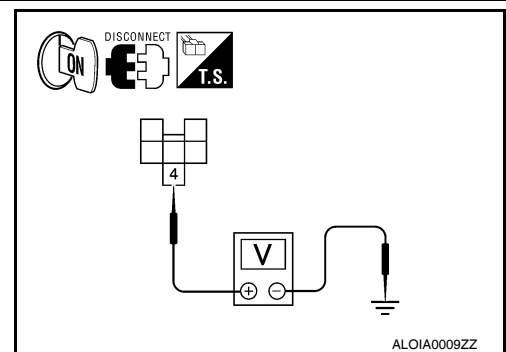 DISCONNECT
ON
T.S.
4
V
+ −
ALOIA0009ZZ